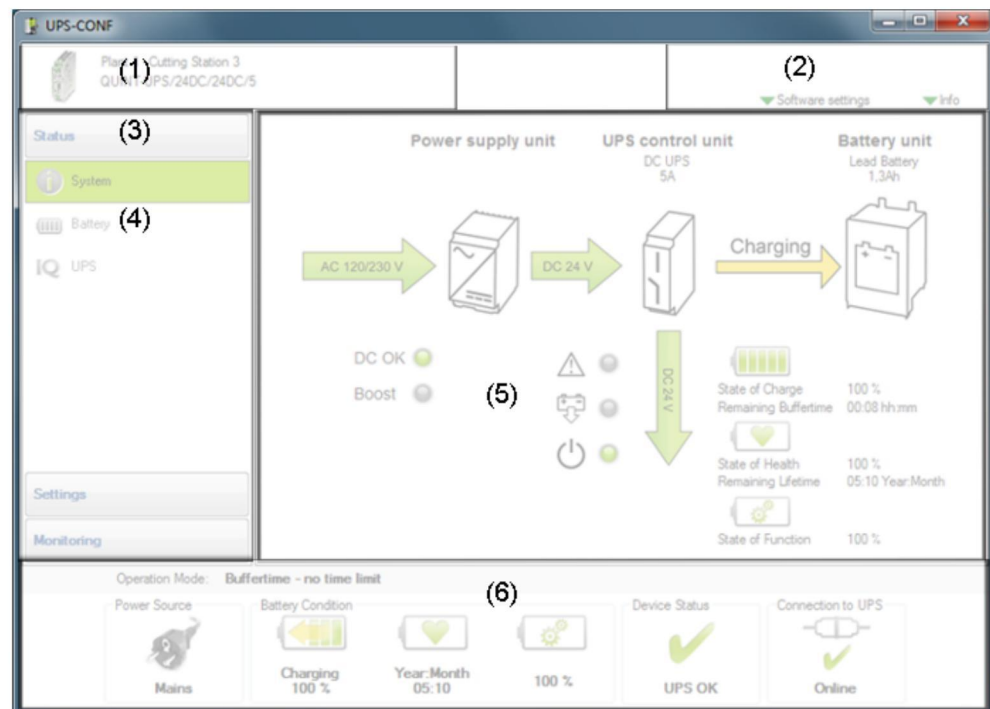 UPS-CONF
Cutting Station 3
(1)
(2)
Software settings
Info
Status
(3)
System
Battery
(4)
IQ UPS
Settings
Monitoring
Power supply unit
UPS control unit
DC UPS
5A
Battery unit
Lead Battery
1,3Ah
AC 120/230 V
DC 24 V
Charging
DC OK
Boost
(5)
DC 24 V
State of Charge 100 %
Remaining Buffertime 00:08 hh:mm
State of Health 100 %
Remaining Lifetime 05:10 Year:Month
State of Function 100 %
Operation Mode: Buffertime - no time limit
(6)
Power Source
Mains
Battery Condition
Charging
100 %
Year:Month
05:10
100 %
Device Status
UPS OK
Connection to UPS
Online